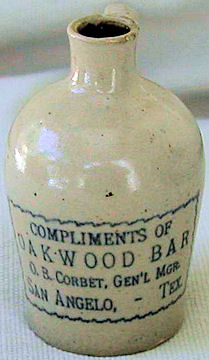 COMPLIMENTS OF
OAKWOOD BAR
O. B. CORBET, GEN'L MGR.
SAN ANGELO, - TEX.